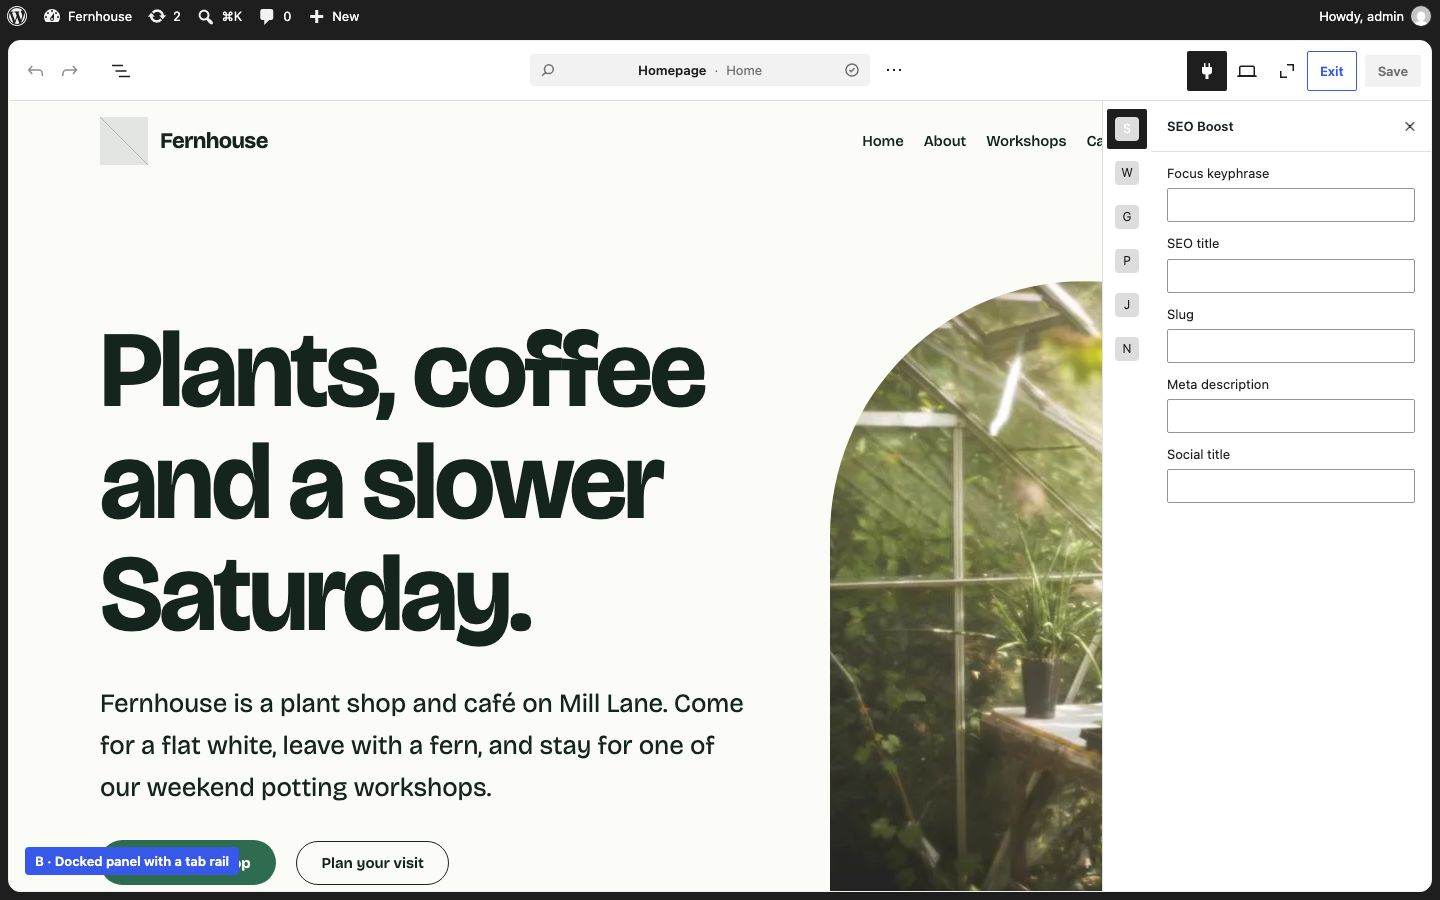 Fernhouse
2
⌘K
0
New
Howdy, admin
Homepage · Home
Exit
Save
Fernhouse
Home
About
Workshops
Ca
S
W
G
P
J
N
SEO Boost
Focus keyphrase
SEO title
Slug
Meta description
Social title
Plants, coffee
and a slower
Saturday.
Fernhouse is a plant shop and café on Mill Lane. Come
for a flat white, leave with a fern, and stay for one of
our weekend potting workshops.
B · Docked panel with a tab rail
op
Plan your visit